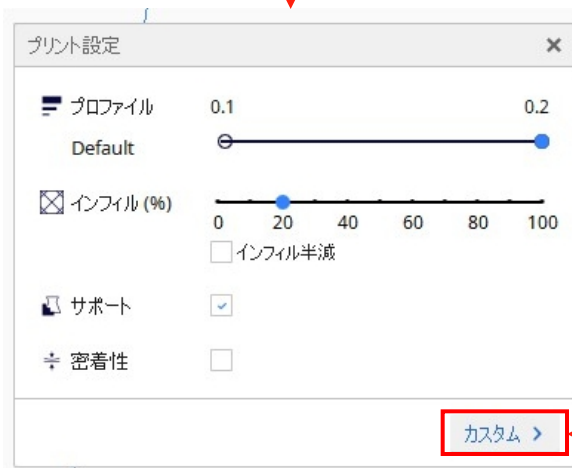 プリント設定 ×
プロファイル 0.1 0.2
Default
インフィル (%)
0 20 40 60 80 100
インフィル半減
サポート
密着性
カスタム >